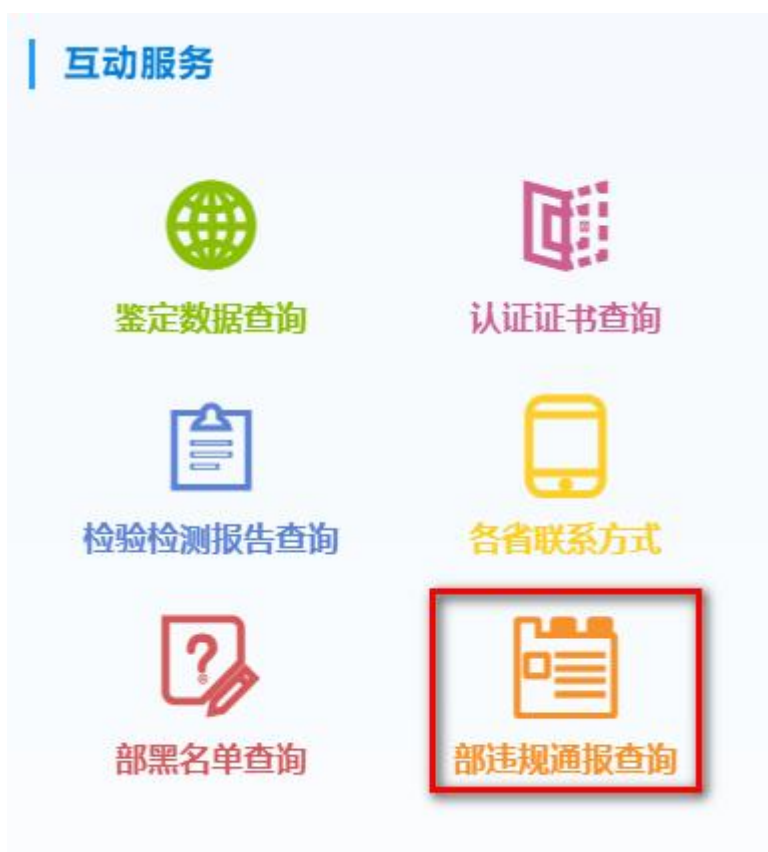 互动服务
鉴定数据查询
认证证书查询
检验检测报告查询
各省联系方式
部黑名单查询
部违规通报查询